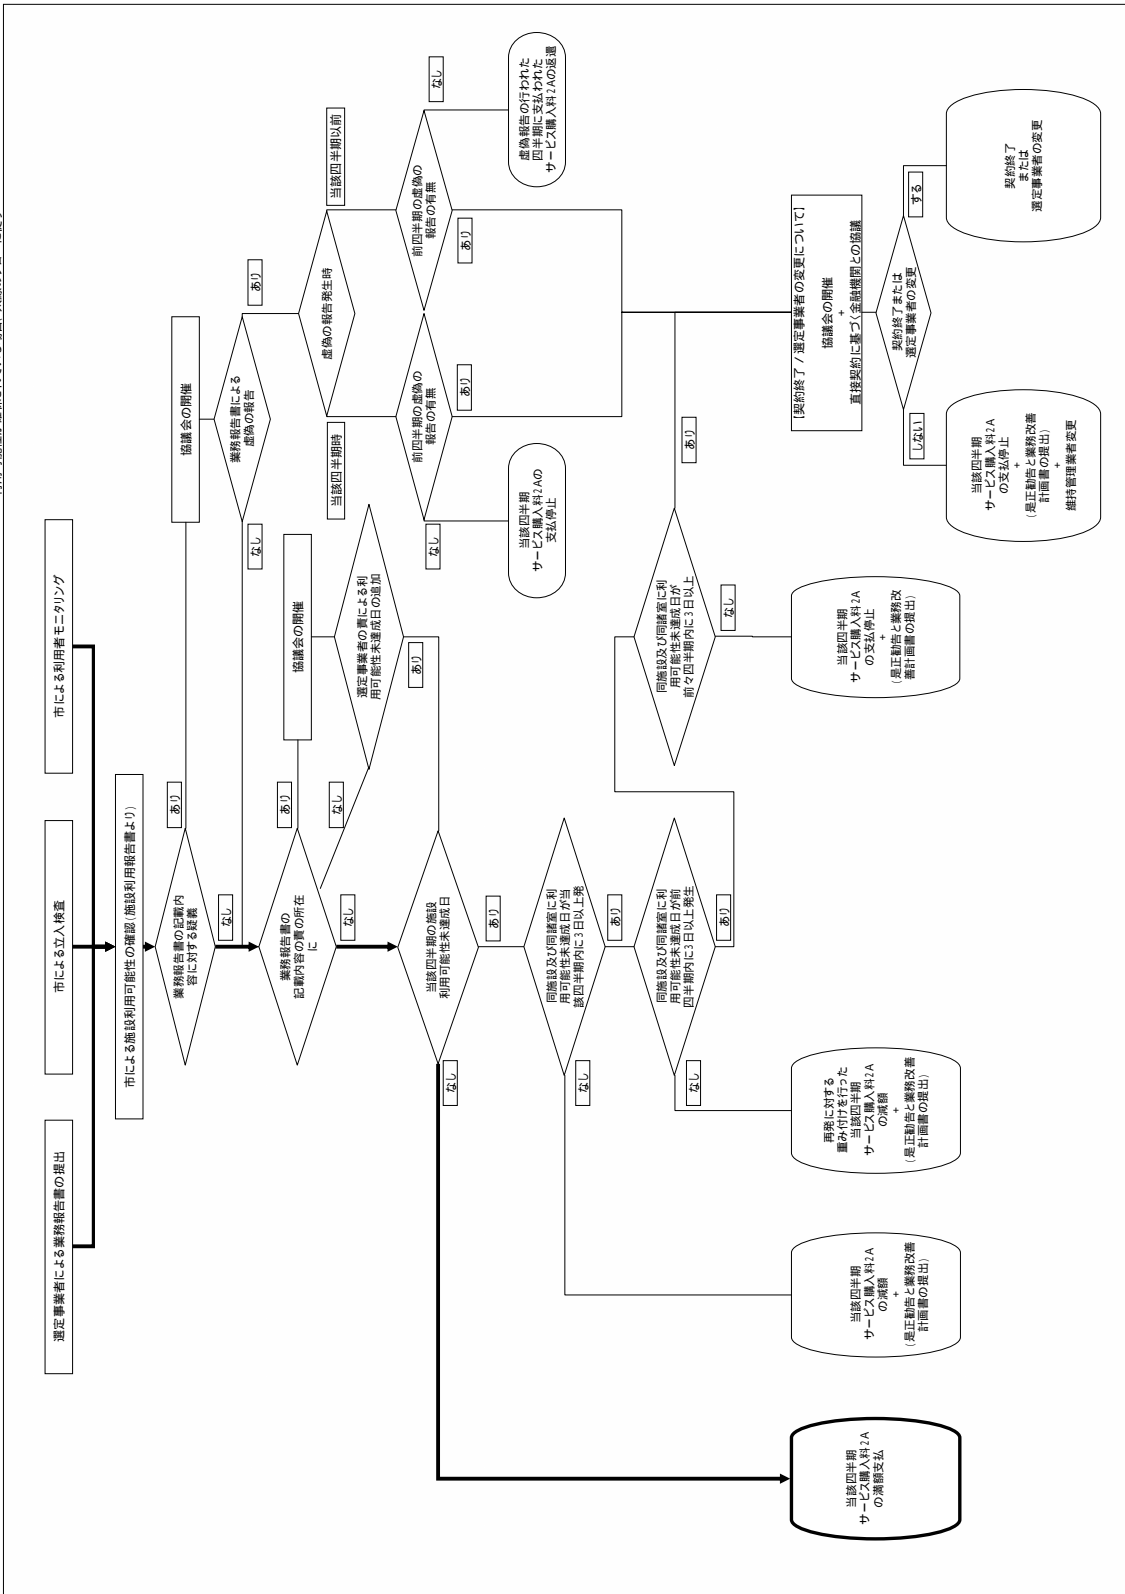 選定事業者による業務報告書の提出
市による立入検査
市による利用者モニタリング
市による施設利用可能性の確認(施設利用報告書より)
業務報告書の記載内
容に対する疑義
あり
なし
協議会の開催
業務報告書による
虚偽の報告
あり
なし
虚偽の報告発生時
当該四半期時
当該四半期以前
前四半期の虚偽の
報告の有無
なし
あり
前四半期の虚偽の
報告の有無
あり
なし
当該四半期
サービス購入料2Aの
支払停止
虚偽報告の行われた
四半期に支払われた
サービス購入料2Aの返還
業務報告書の
記載内容の責の所在
に
あり
なし
なし
協議会の開催
選定事業者の責による利
用可能性未達成日の追加
あり
当該四半期の施設
利用可能性未達成日
なし
あり
同施設及び同諸室に利
用可能性未達成日が当
該四半期内に3日以上発
なし
あり
同施設及び同諸室に利
用可能性未達成日が前
四半期内に3日以上発生
なし
あり
同施設及び同諸室に利
用可能性未達成日が
前々四半期内に3日以上
あり
なし
【契約終了/選定事業者の変更について】
協議会の開催
+
直接契約に基づく金融機関との協議
契約終了または
選定事業者の変更
しない
する
当該四半期
サービス購入料2A
の満額支払
当該四半期
サービス購入料2A
の減額
+
(是正勧告と業務改善
計画書の提出)
再発に対する
重み付けを行った
当該四半期
サービス購入料2A
の減額
+
(是正勧告と業務改善
計画書の提出)
当該四半期
サービス購入料2A
の支払停止
+
(是正勧告と業務改
善計画書の提出)
当該四半期
サービス購入料2A
の支払停止
+
(是正勧告と業務改善
計画書の提出)
+
維持管理業者変更
契約終了
または
選定事業者の変更